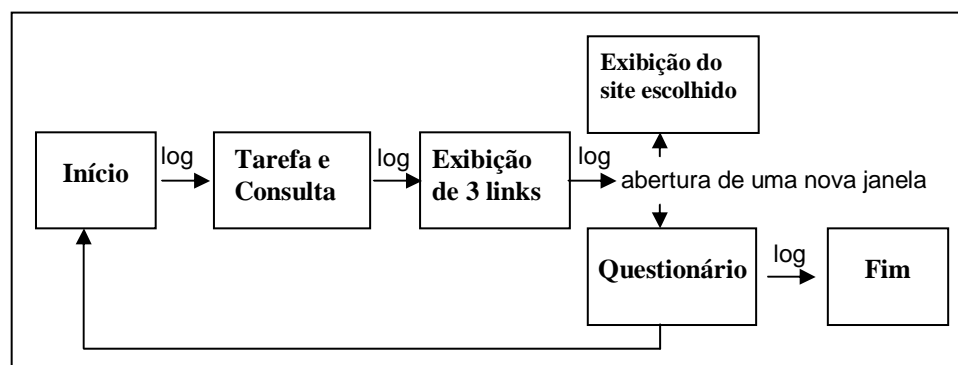 Início
log
Tarefa e
Consulta
log
Exibição
de 3 links
log
Exibição do
site escolhido
abertura de uma nova janela
Questionário
log
Fim